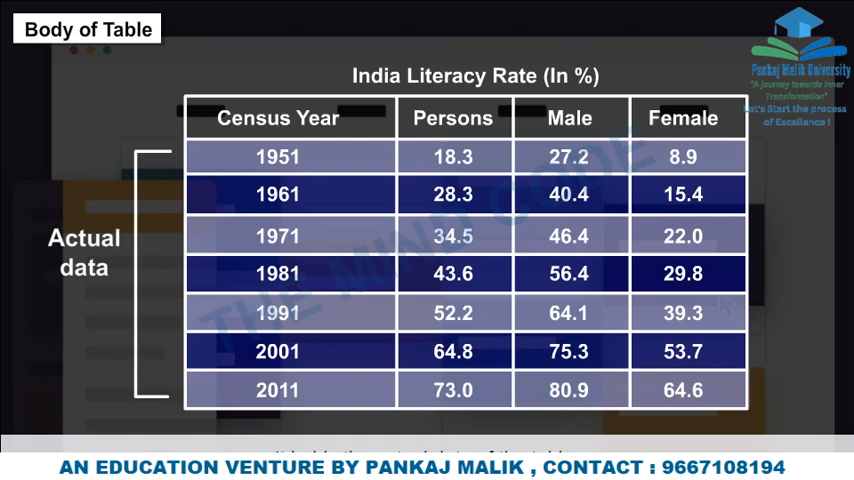 Body of Table
Pankaj Malik University
"A journey towards Inner
Transformation"
Let's Start the process
of Excellence !
India Literacy Rate (In %)
Census Year Persons Male Female
1951 18.3 27.2 8.9
1961 28.3 40.4 15.4
1971 34.5 46.4 22.0
1981 43.6 56.4 29.8
1991 52.2 64.1 39.3
2001 64.8 75.3 53.7
2011 73.0 80.9 64.6
Actual
data
THE MIND CODE
AN EDUCATION VENTURE BY PANKAJ MALIK , CONTACT : 9667108194